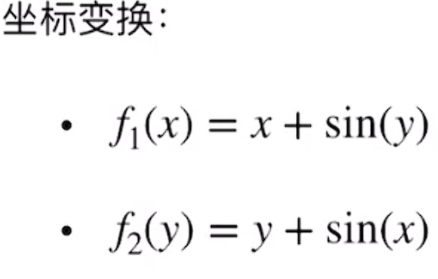 坐标变换：
• f₁(x) = x + sin(y)
• f₂(y) = y + sin(x)